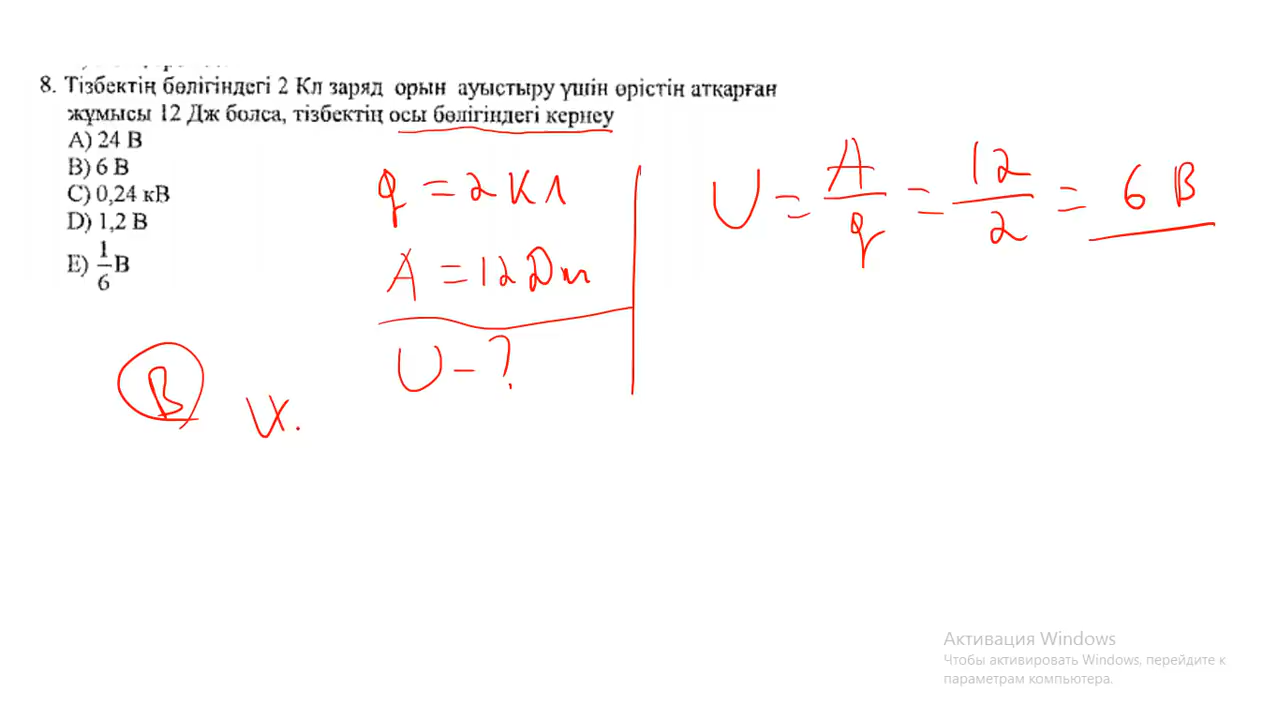 8. Тізбектің бөлігіндегі 2 Кл заряд орын ауыстыру үшін өрістің атқарған
жұмысы 12 Дж болса, тізбектің осы бөлігіндегі кернеу
A) 24 В
B) 6 В
C) 0,24 кВ
D) 1,2 В
E) 1/6 В
q = 2 Кл
A = 12 Дж
U - ?
U = A/q = 12/2 = 6 В
B
Активация Windows
Чтобы активировать Windows, перейдите к
параметрам компьютера.